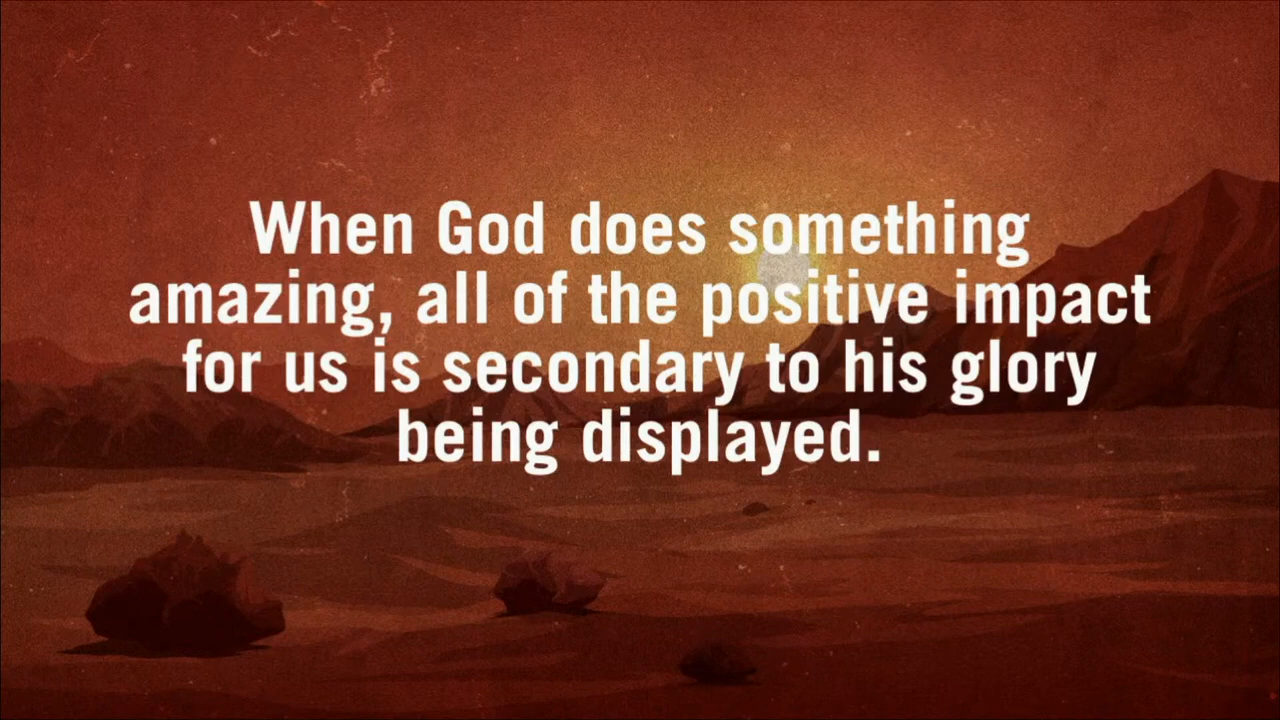 When God does something
amazing, all of the positive impact
for us is secondary to his glory
being displayed.